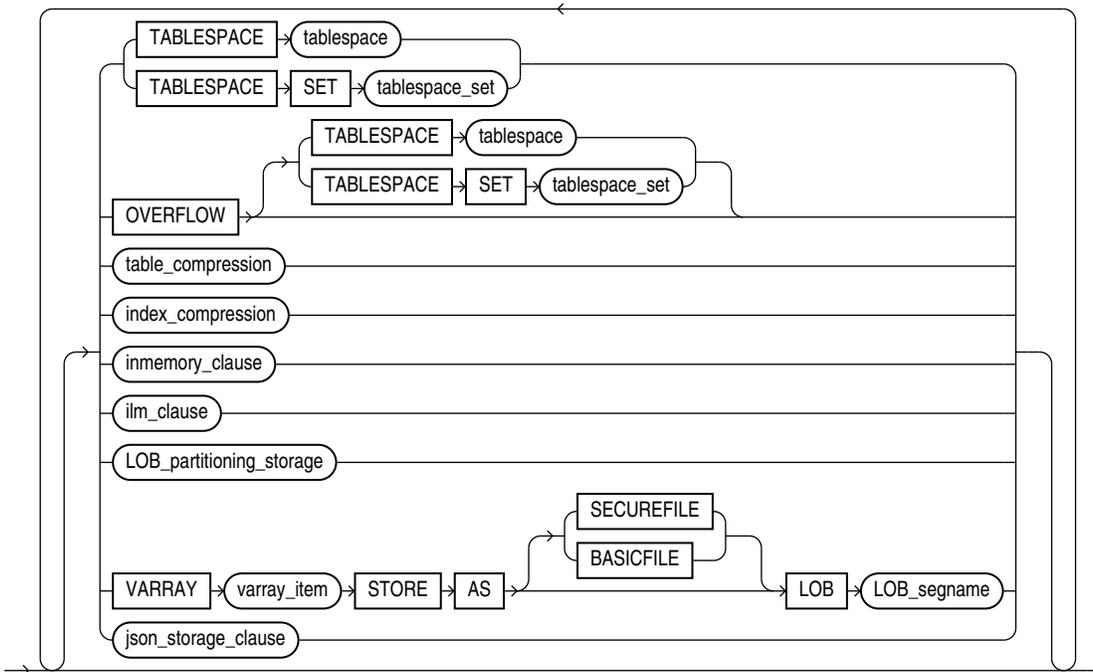 TABLESPACE tablespace
TABLESPACE SET tablespace_set
TABLESPACE tablespace
TABLESPACE SET tablespace_set
OVERFLOW
table_compression
index_compression
inmemory_clause
ilm_clause
LOB_partitioning_storage
SECUREFILE
BASICFILE
VARRAY varray_item STORE AS LOB LOB_segname
json_storage_clause